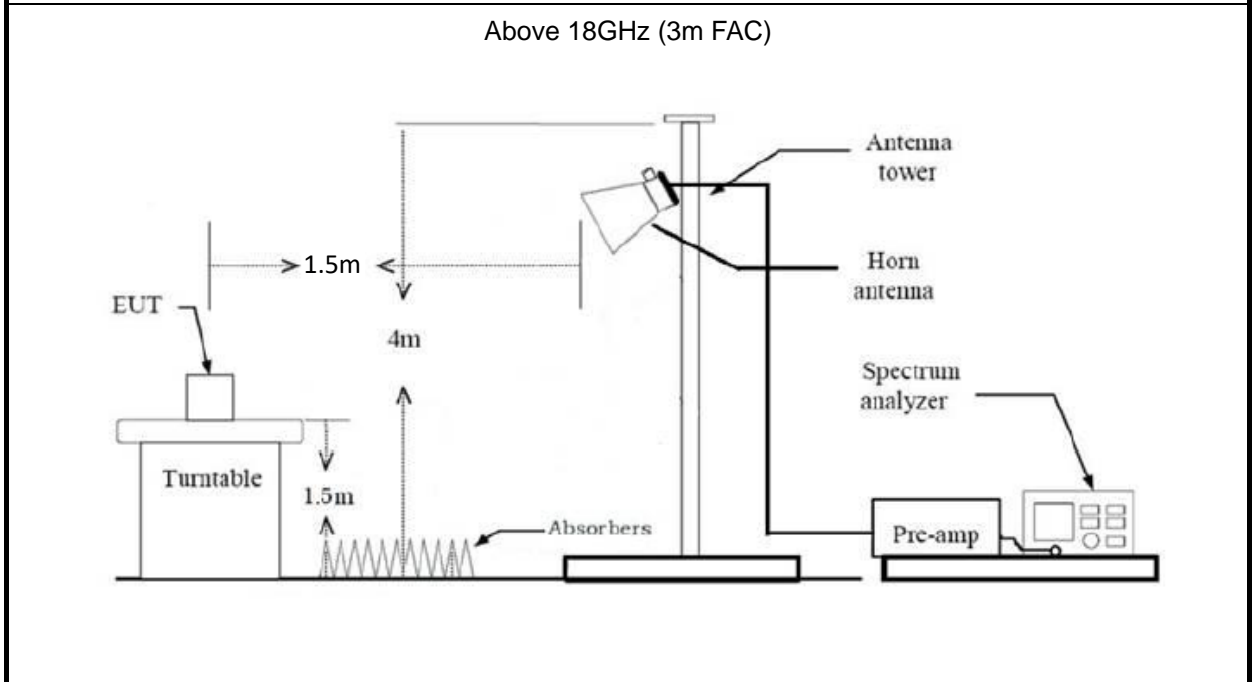 Above 18GHz (3m FAC)
Antenna
tower
1.5m
Horn
antenna
EUT
4m
Spectrum
analyzer
Turntable
1.5m
Absorbers
Pre-amp